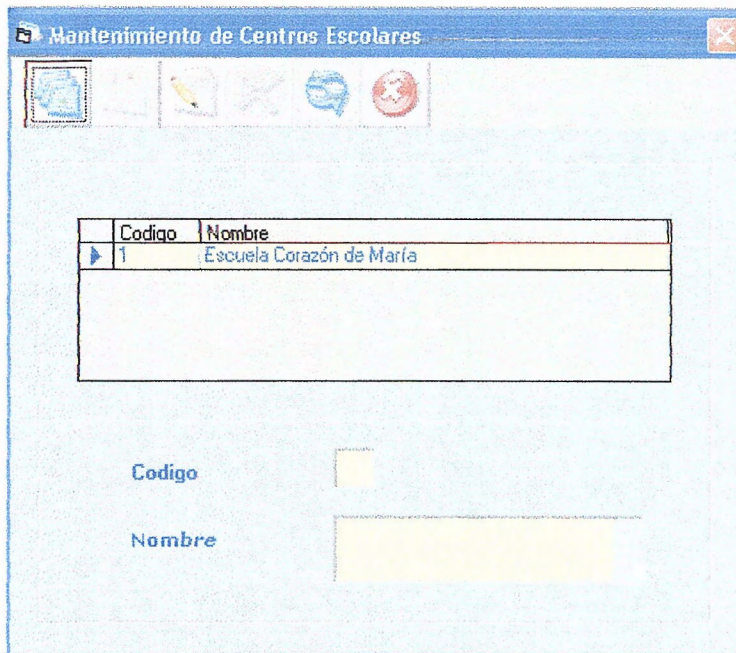 Mantenimiento de Centros Escolares
Codigo Nombre
1 Escuela Corazón de María
Codigo
Nombre